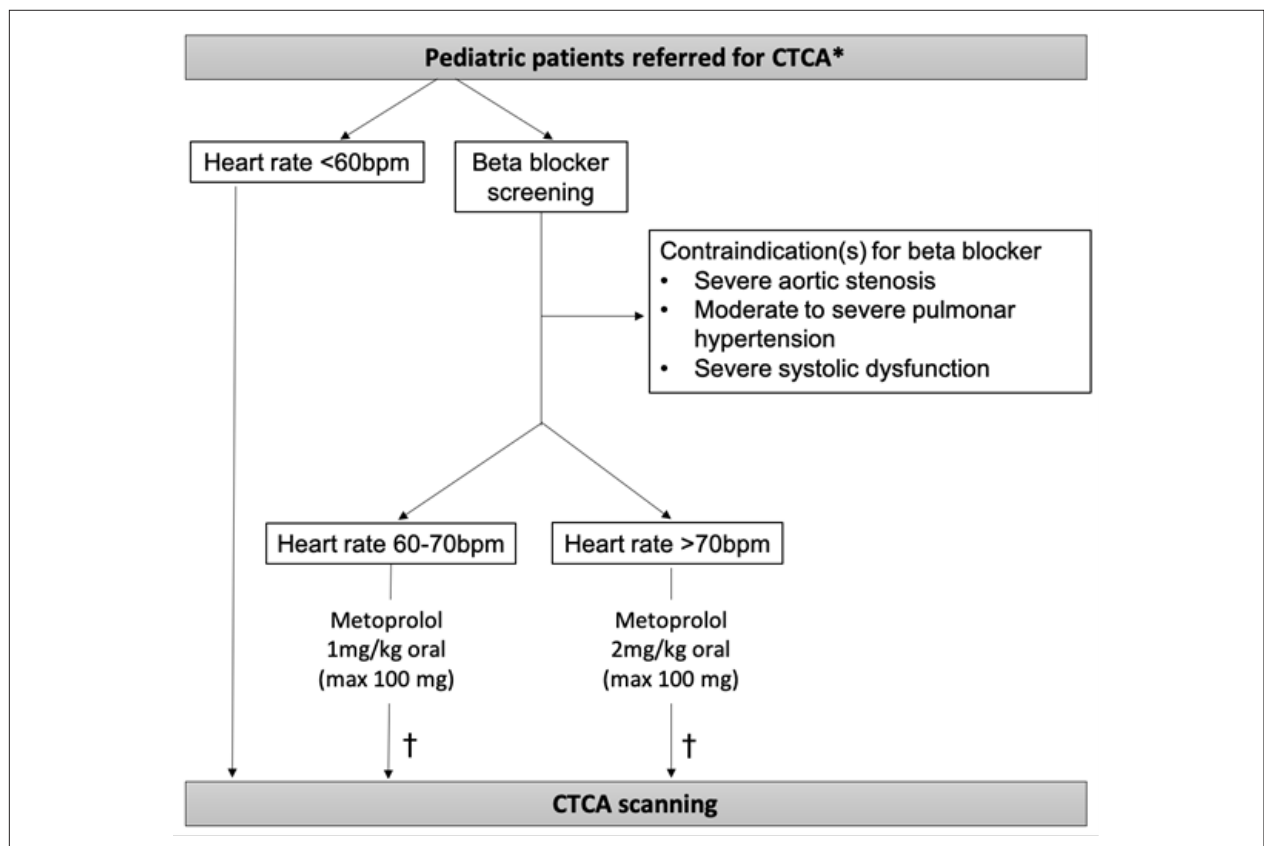 Pediatric patients referred for CTCA*
Heart rate <60bpm
Beta blocker
screening
Contraindication(s) for beta blocker
• Severe aortic stenosis
• Moderate to severe pulmonar
hypertension
• Severe systolic dysfunction
Heart rate 60-70bpm
Heart rate >70bpm
Metoprolol
1mg/kg oral
(max 100 mg)
Metoprolol
2mg/kg oral
(max 100 mg)
†
†
CTCA scanning